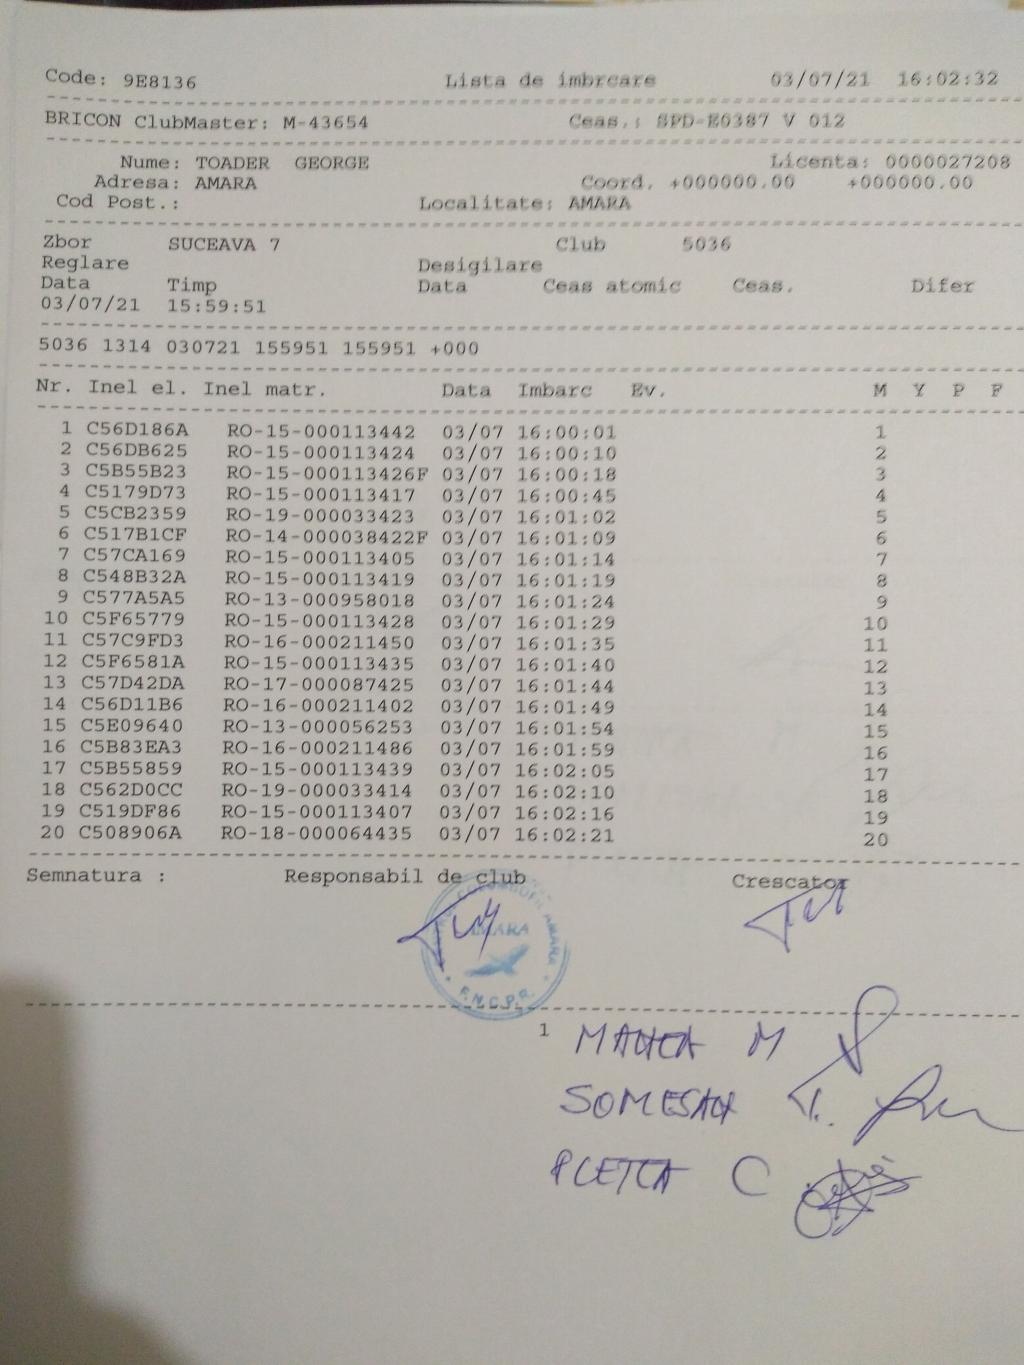 Code: 9E8136 Lista de imbrcare 03/07/21 16:02:32
BRICON ClubMaster: M-43654 Ceas.: SPD-E0387 V 012
Nume: TOADER GEORGE Licenta: 0000027208
Adresa: AMARA Coord. +000000.00 +000000.00
Cod Post.: Localitate: AMARA
Zbor SUCEAVA 7 Club 5036
Reglare Desigilare
Data Timp Data Ceas atomic Ceas. Difer
03/07/21 15:59:51
5036 1314 030721 155951 155951 +000
Nr. Inel el. Inel matr. Data Imbarc Ev. M Y P F
1 C56D186A RO-15-000113442 03/07 16:00:01 1
2 C56DB625 RO-15-000113424 03/07 16:00:10 2
3 C5B55B23 RO-15-000113426F 03/07 16:00:18 3
4 C5179D73 RO-15-000113417 03/07 16:00:45 4
5 C5CB2359 RO-19-000033423 03/07 16:01:02 5
6 C517B1CF RO-14-000038422F 03/07 16:01:09 6
7 C57CA169 RO-15-000113405 03/07 16:01:14 7
8 C548B32A RO-15-000113419 03/07 16:01:19 8
9 C577A5A5 RO-13-000958018 03/07 16:01:24 9
10 C5F65779 RO-15-000113428 03/07 16:01:29 10
11 C57C9FD3 RO-16-000211450 03/07 16:01:35 11
12 C5F6581A RO-15-000113435 03/07 16:01:40 12
13 C57D42DA RO-17-000087425 03/07 16:01:44 13
14 C56D11B6 RO-16-000211402 03/07 16:01:49 14
15 C5E09640 RO-13-000056253 03/07 16:01:54 15
16 C5B83EA3 RO-16-000211486 03/07 16:01:59 16
17 C5B55859 RO-15-000113439 03/07 16:02:05 17
18 C562D0CC RO-19-000033414 03/07 16:02:10 18
19 C519DF86 RO-15-000113407 03/07 16:02:16 19
20 C508906A RO-18-000064435 03/07 16:02:21 20
Semnatura : Responsabil de club Crescator
COLUMBOFIL AMARA
AMARA
F.N.C.P.R.
1
M
SOMESAN T.
PLETEA C